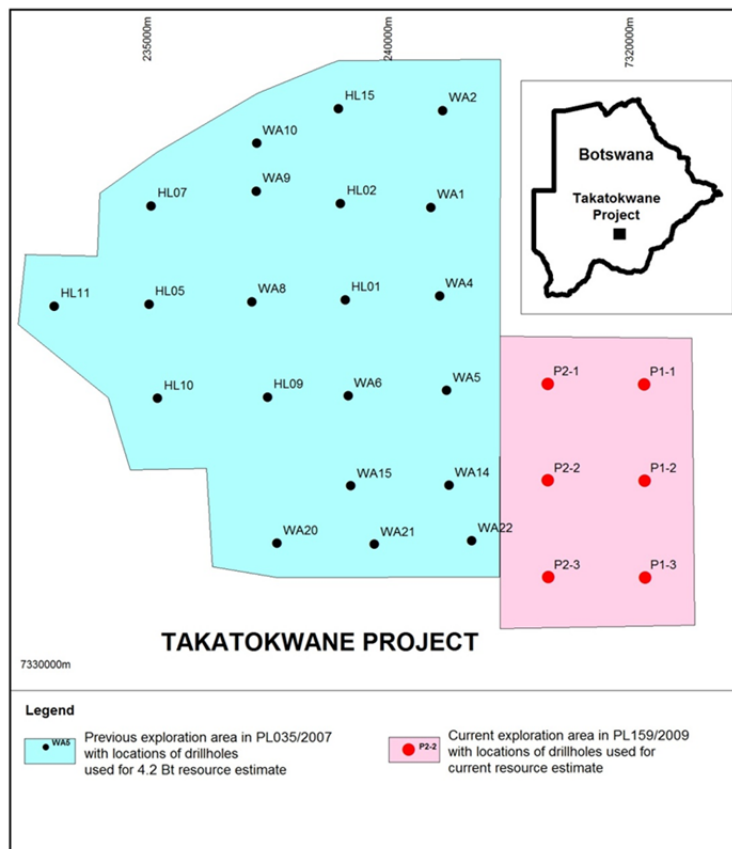 235000m
240000m
7320000m
HL15
WA2
WA10
WA9
HL07
HL02
WA1
Botswana
Takatokwane
Project
HL11
HL05
WA8
HL01
WA4
HL10
HL09
WA6
WA5
P2-1
P1-1
WA15
WA14
P2-2
P1-2
WA20
WA21
WA22
P2-3
P1-3
TAKATOKWANE PROJECT
7330000m
Legend
WA5
Previous exploration area in PL035/2007
with locations of drillholes
used for 4.2 Bt resource estimate
P2-2
Current exploration area in PL159/2009
with locations of drillholes used for
current resource estimate